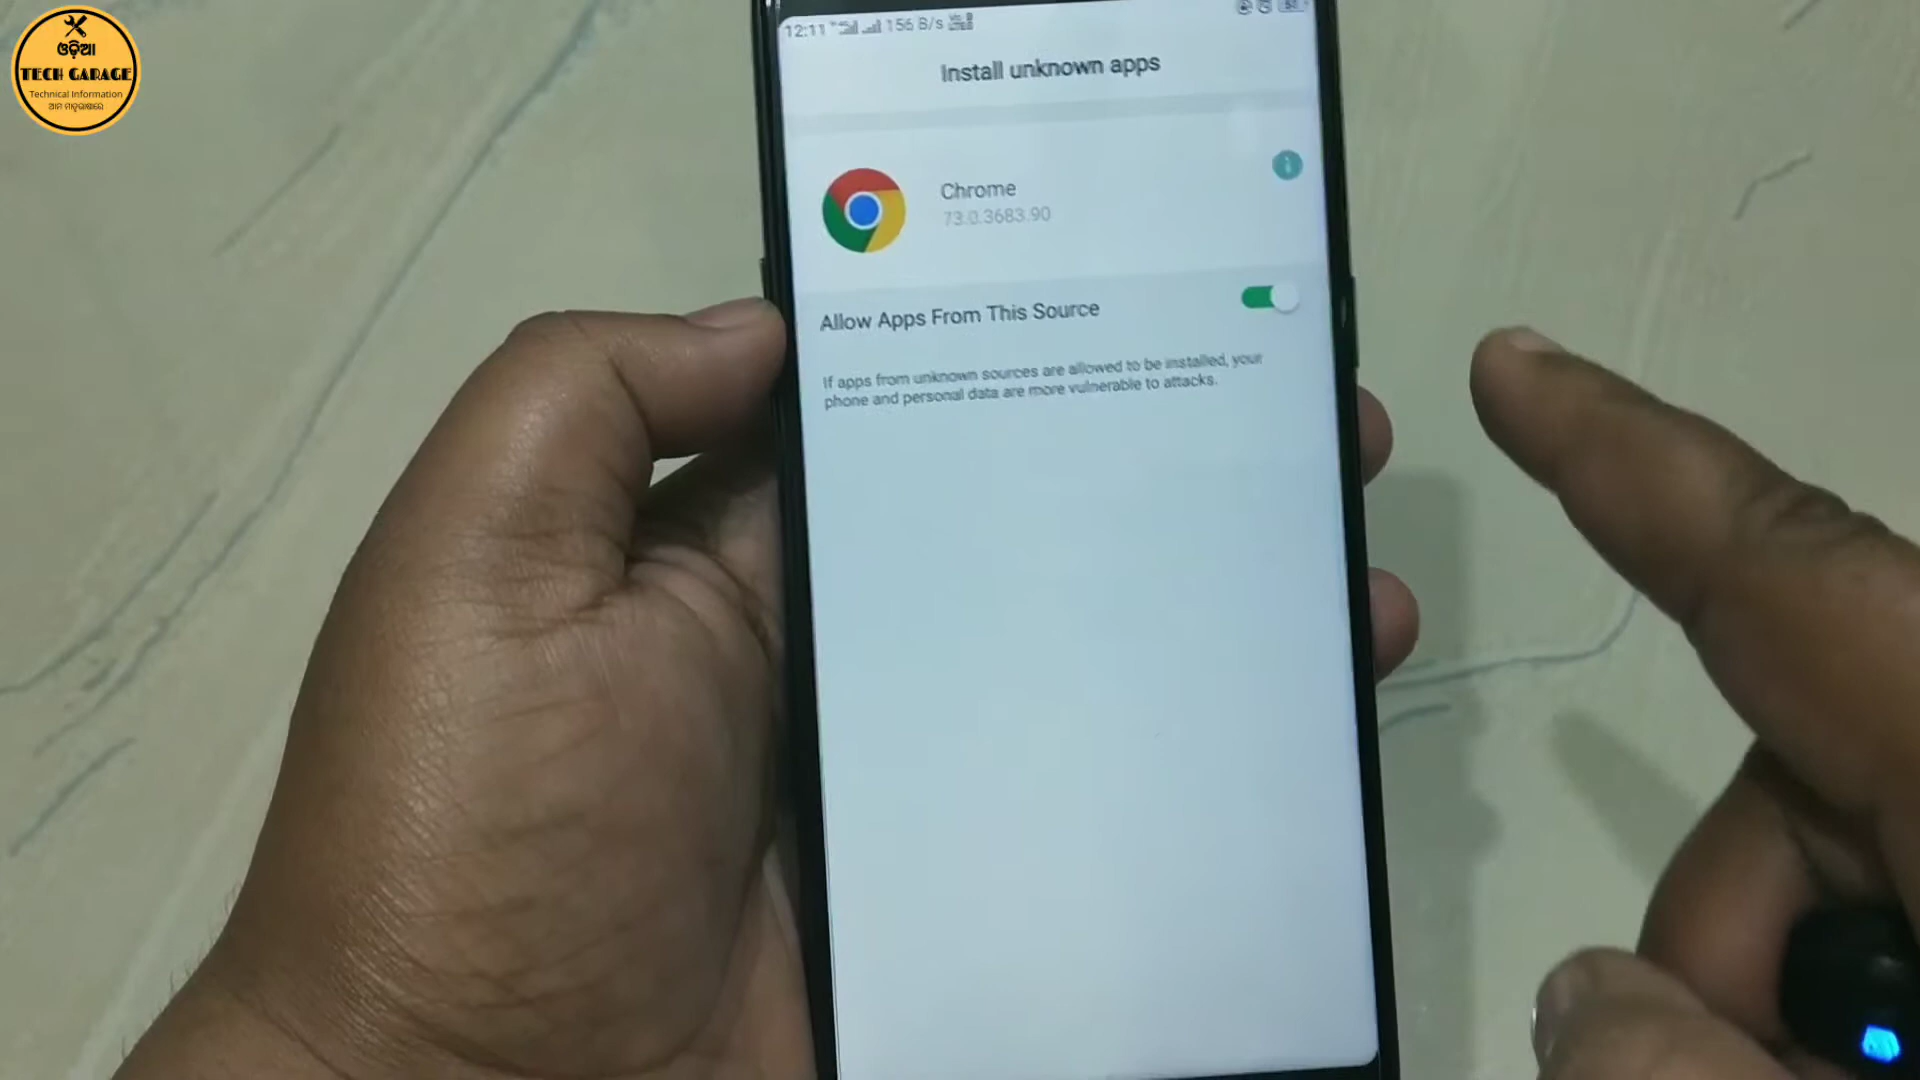 ଓଡ଼ିଆ
TECH GARAGE
Technical Information
ଆମ ମାତୃଭାଷାରେ
12:11 156 B/s
Install unknown apps
Chrome
73.0.3683.90
Allow Apps From This Source
If apps from unknown sources are allowed to be installed, your
phone and personal data are more vulnerable to attacks.